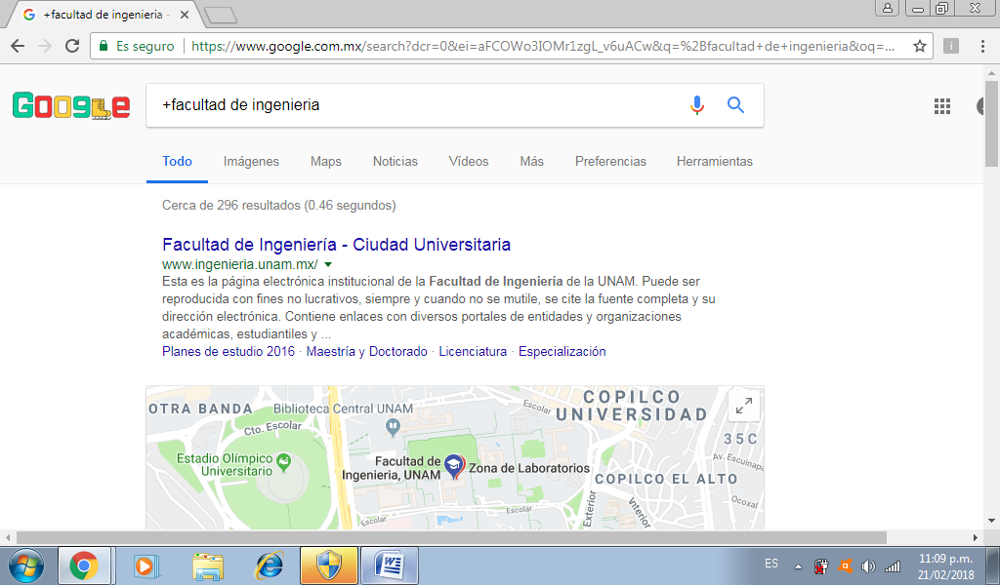 +facultad de ingenieria -
Es seguro
https://www.google.com.mx/search?dcr=0&ei=aFCOWo3IOMr1zgL_v6uACw&q=%2Bfacultad+de+ingenieria&oq=...
Google
+facultad de ingenieria
Todo Imágenes Maps Noticias Vídeos Más Preferencias Herramientas
Cerca de 296 resultados (0.46 segundos)
Facultad de Ingeniería - Ciudad Universitaria
www.ingenieria.unam.mx/
Esta es la página electrónica institucional de la Facultad de Ingeniería de la UNAM. Puede ser
reproducida con fines no lucrativos, siempre y cuando no se mutile, se cite la fuente completa y su
dirección electrónica. Contiene enlaces con diversos portales de entidades y organizaciones
académicas, estudiantiles y ...
Planes de estudio 2016 · Maestría y Doctorado · Licenciatura · Especialización
OTRA BANDA
Biblioteca Central UNAM
Escolar
COPILCO
UNIVERSIDAD
Cto. Escolar
35C
Estadio Olímpico
Universitario
Facultad de
Ingenieria, UNAM
Zona de Laboratorios
Av. Escuinapa
COPILCO EL ALTO
Exterior
Interior
Ocoxal
Escolar
Escolar
ES
11:09 p.m.
21/02/2018